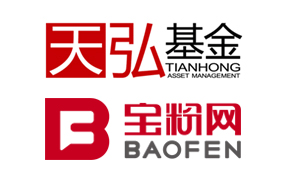 天弘基金
TIANHONG
ASSET MANAGEMENT
宝粉网
BAOFEN